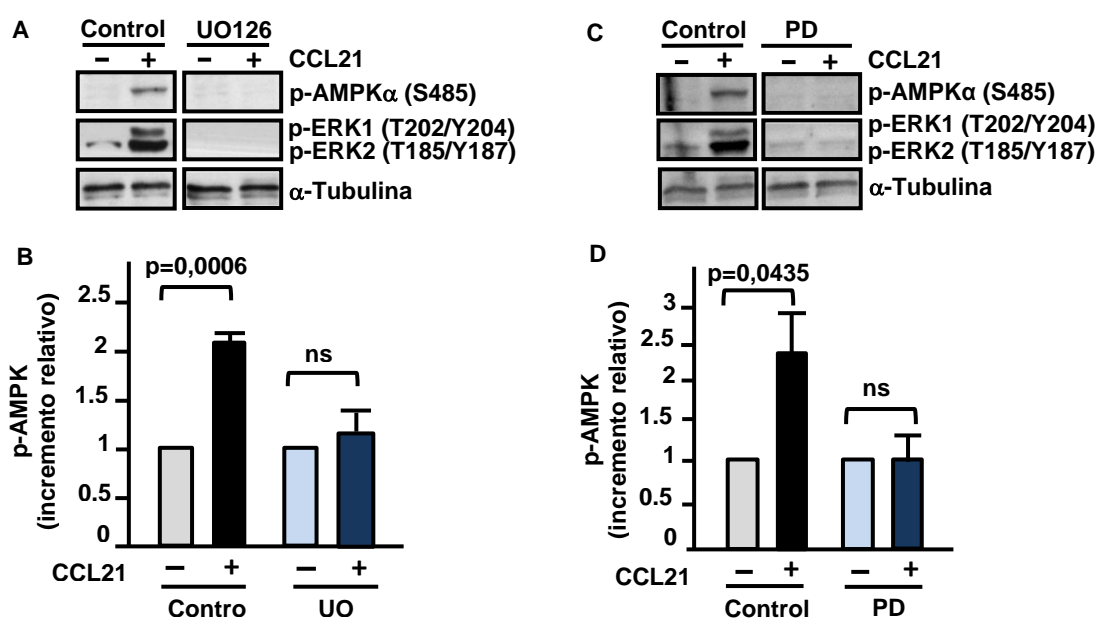 A
Control UO126
– + – + CCL21
p-AMPKα (S485)
p-ERK1 (T202/Y204)
p-ERK2 (T185/Y187)
α-Tubulina
C
Control PD
– + – + CCL21
p-AMPKα (S485)
p-ERK1 (T202/Y204)
p-ERK2 (T185/Y187)
α-Tubulina
B
p-AMPK
(incremento relativo)
2.5
2
1.5
1
0.5
0
p=0,0006
ns
CCL21 – + – +
Contro UO
D
p-AMPK
(incremento relativo)
3
2.5
2
1.5
1
0.5
0
p=0,0435
ns
CCL21 – + – +
Control PD